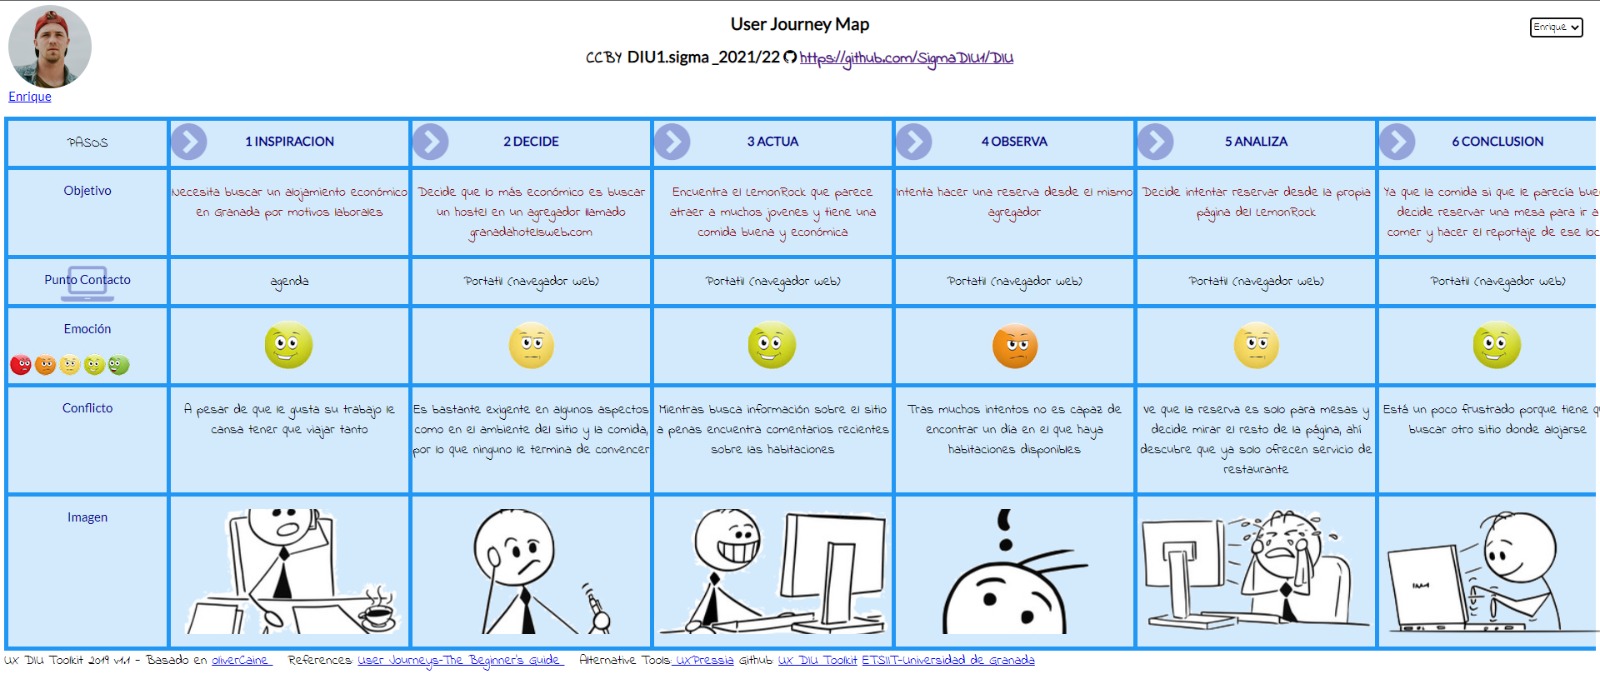 User Journey Map
Enrique
CCBY DIU1.sigma_2021/22 https://github.com/SigmaDIU1/DIU
Enrique
PASOS
1 INSPIRACION
2 DECIDE
3 ACTUA
4 OBSERVA
5 ANALIZA
6 CONCLUSION
Objetivo
Necesita buscar un alojamiento económico
en Granada por motivos laborales
Decide que lo más económico es buscar
un hostel en un agregador llamado
granadahotelsweb.com
Encuentra el LemonRock que parece
atraer a muchos jovenes y tiene una
comida buena y económica
Intenta hacer una reserva desde el mismo
agregador
Decide intentar reservar desde la propia
página del LemonRock
Ya que la comida si que le parecía
decide reservar una mesa para ir a
comer y hacer el reportaje de ese
Punto Contacto
agenda
Portatil (navegador web)
Portatil (navegador web)
Portatil (navegador web)
Portatil (navegador web)
Portatil (navegador web)
Emoción
Conflicto
A pesar de que le gusta su trabajo le
cansa tener que viajar tanto
Es bastante exigente en algunos aspectos
como en el ambiente del sitio y la comida,
por lo que ninguno le termina de convencer
Mientras busca información sobre el sitio
a penas encuentra comentarios recientes
sobre las habitaciones
Tras muchos intentos no es capaz de
encontrar un día en el que haya
habitaciones disponibles
Ve que la reserva es solo para mesas y
decide mirar el resto de la página, ahí
descubre que ya solo ofrecen servicio de
restaurante
Está un poco frustrado porque tiene
buscar otro sitio donde alojarse
Imagen
UX DIU Toolkit 2019 v1.1 - Basado en oliverCaine References User Journeys-The Beginner's Guide Alternative Tools UXPressia Github UX DIU Toolkit ETSIIT-Universidad de Granada